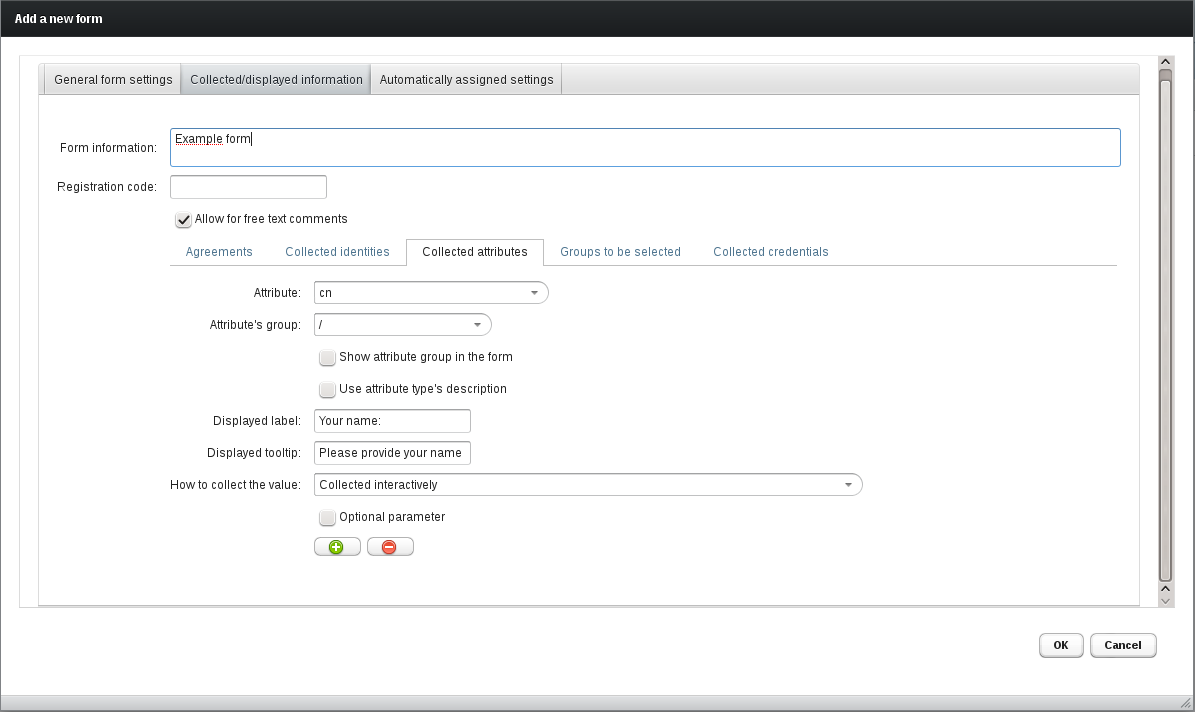 Add a new form
General form settings Collected/displayed information Automatically assigned settings
Form information: Example form
Registration code:
Allow for free text comments
Agreements Collected identities Collected attributes Groups to be selected Collected credentials
Attribute: cn
Attribute's group: /
Show attribute group in the form
Use attribute type's description
Displayed label: Your name:
Displayed tooltip: Please provide your name
How to collect the value: Collected interactively
Optional parameter
OK Cancel